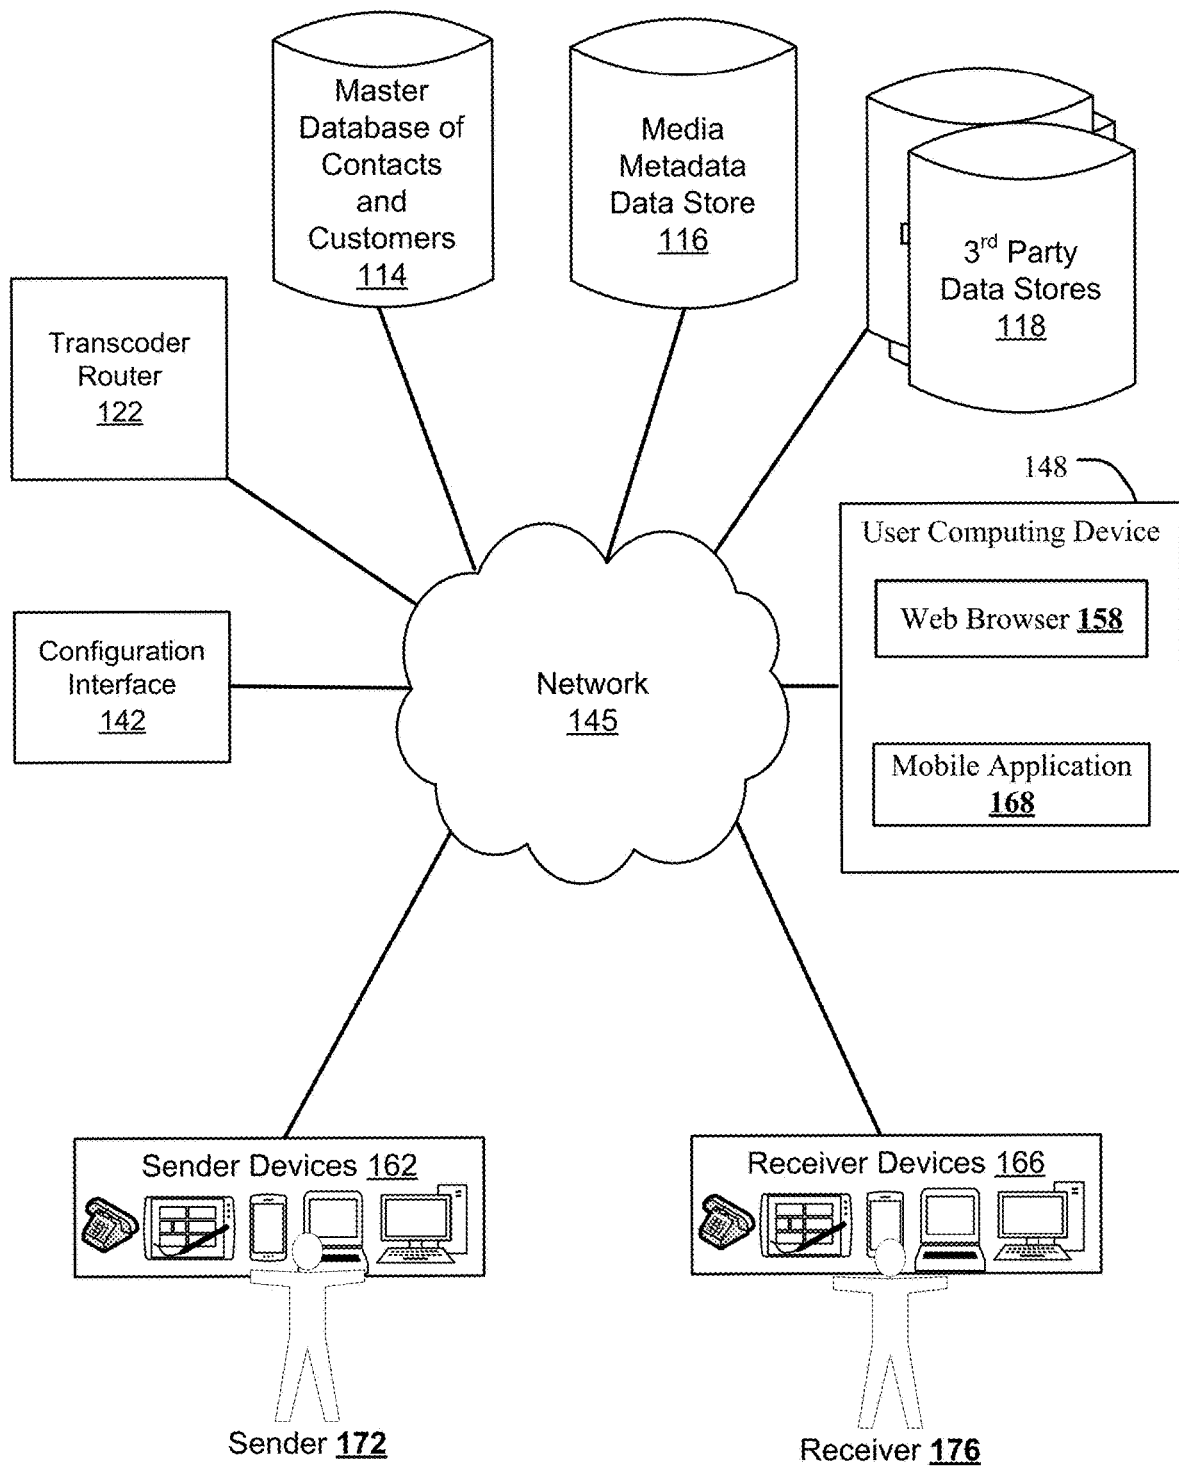 Master
Database of
Contacts
and
Customers
114
Media
Metadata
Data Store
116
3rd Party
Data Stores
118
Transcoder
Router
122
148
User Computing Device
Web Browser 158
Mobile Application
168
Configuration
Interface
142
Network
145
Sender Devices 162
Receiver Devices 166
Sender 172
Receiver 176